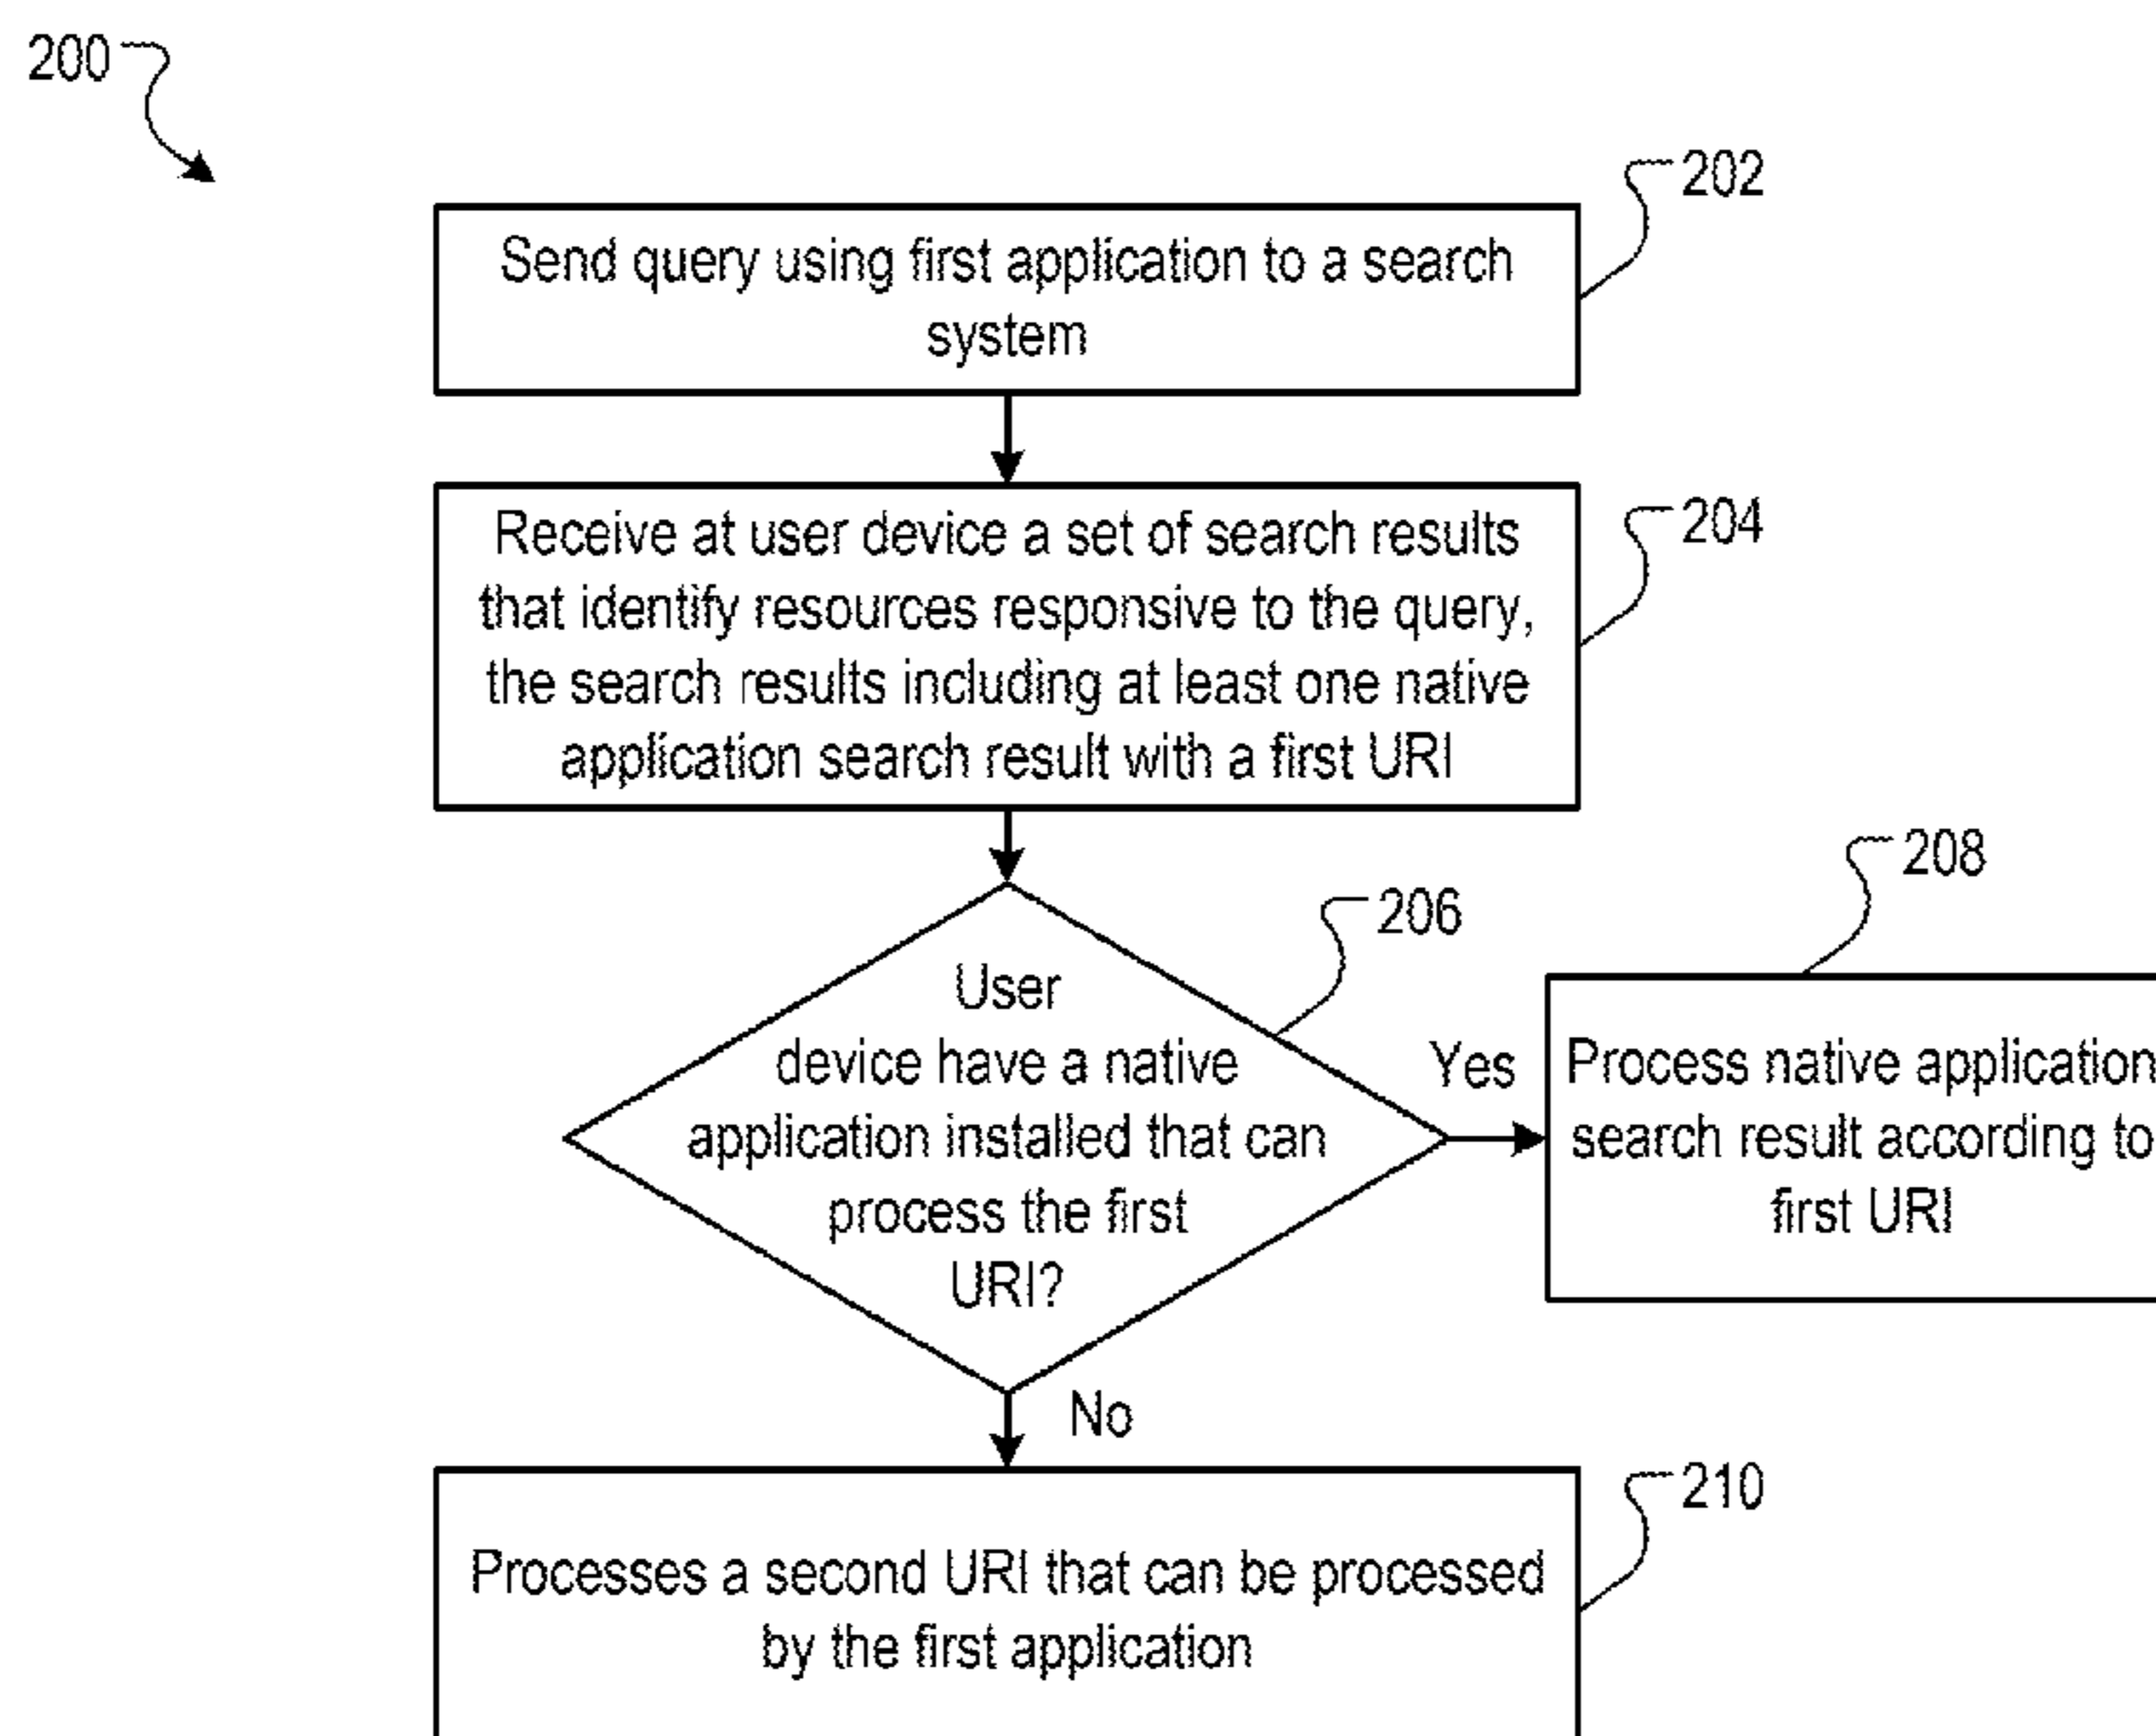 200
202
Send query using first application to a search
system
204
Receive at user device a set of search results
that identify resources responsive to the query,
the search results including at least one native
application search result with a first URI
206
User
device have a native
application installed that can
process the first
URI?
Yes
208
Process native application
search result according to
first URI
No
210
Processes a second URI that can be processed
by the first application